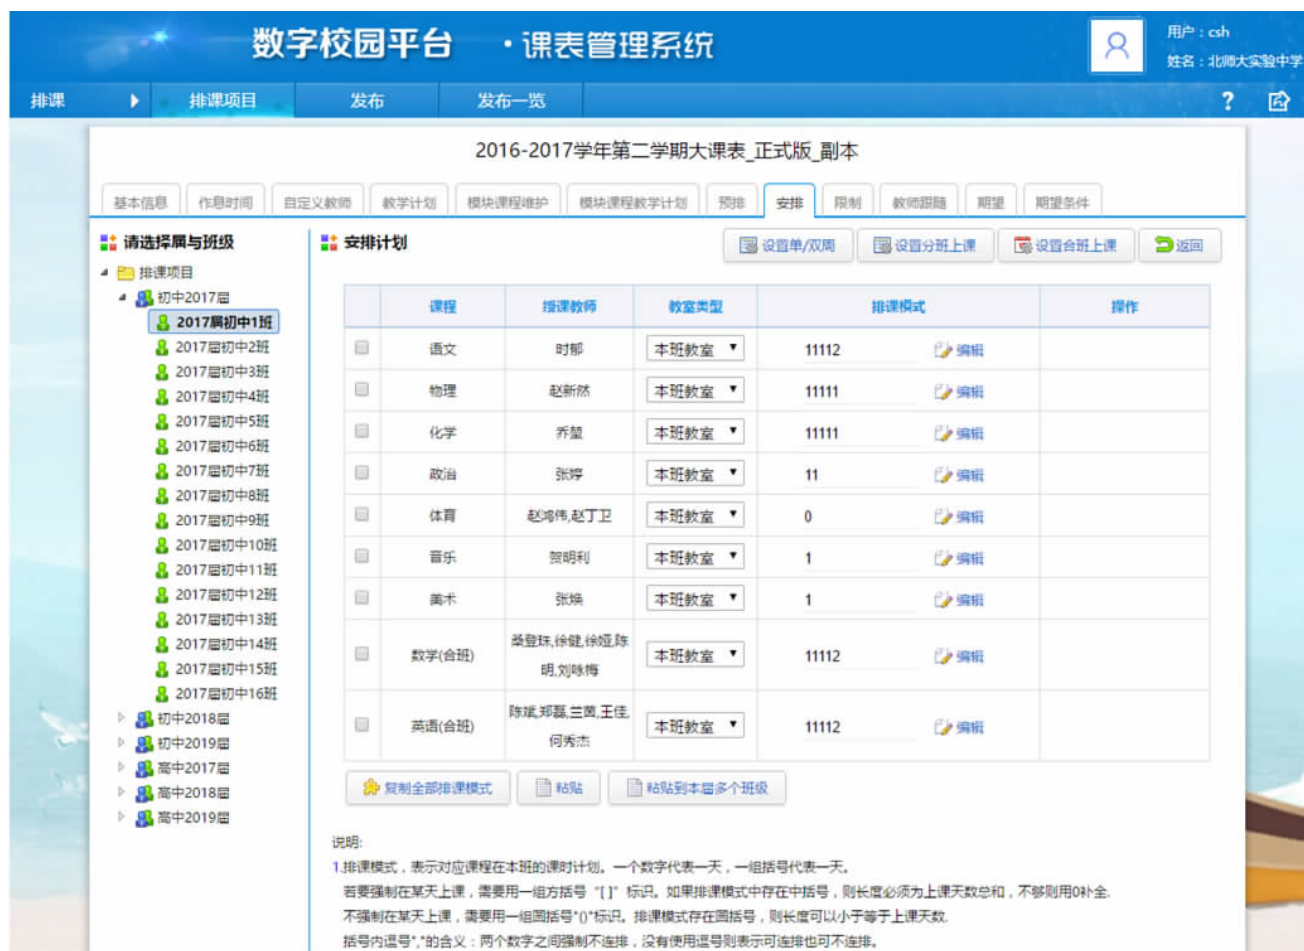 数字校园平台 ·课表管理系统
用户：csh
姓名：北师大实验中学
排课 排课项目 发布 发布一览 ?
2016-2017学年第二学期大课表_正式版_副本
基本信息 作息时间 自定义教师 教学计划 模块课程维护 模块课程教学计划 预排 安排 限制 教师跟随 期望 期望条件
请选择届与班级
排课项目
初中2017届
2017届初中1班
2017届初中2班
2017届初中3班
2017届初中4班
2017届初中5班
2017届初中6班
2017届初中7班
2017届初中8班
2017届初中9班
2017届初中10班
2017届初中11班
2017届初中12班
2017届初中13班
2017届初中14班
2017届初中15班
2017届初中16班
初中2018届
初中2019届
高中2017届
高中2018届
高中2019届
安排计划 设置单/双周 设置分班上课 设置合班上课 返回
课程 授课教师 教室类型 排课模式 操作
语文 时郁 本班教室 11112 编辑
物理 赵新然 本班教室 11111 编辑
化学 乔堃 本班教室 11111 编辑
政治 张婷 本班教室 11 编辑
体育 赵鸿伟,赵丁卫 本班教室 0 编辑
音乐 贺明利 本班教室 1 编辑
美术 张焕 本班教室 1 编辑
数学(合班) 桑登珠,徐健,徐娅,陈明,刘咏梅 本班教室 11112 编辑
英语(合班) 陈斌,郑磊,兰茵,王佳,何秀杰 本班教室 11112 编辑
复制全部排课模式 粘贴 粘贴到本届多个班级
说明:
1.排课模式，表示对应课程在本班的课时计划。一个数字代表一天，一组括号代表一天。
若要强制在某天上课，需要用一组方括号 "[ ]" 标识。如果排课模式中存在中括号，则长度必须为上课天数总和，不够则用0补全.
不强制在某天上课，需要用一组圆括号"()"标识。排课模式存在圆括号，则长度可以小于等于上课天数.
括号内逗号","的含义：两个数字之间强制不连排，没有使用逗号则表示可连排也可不连排。